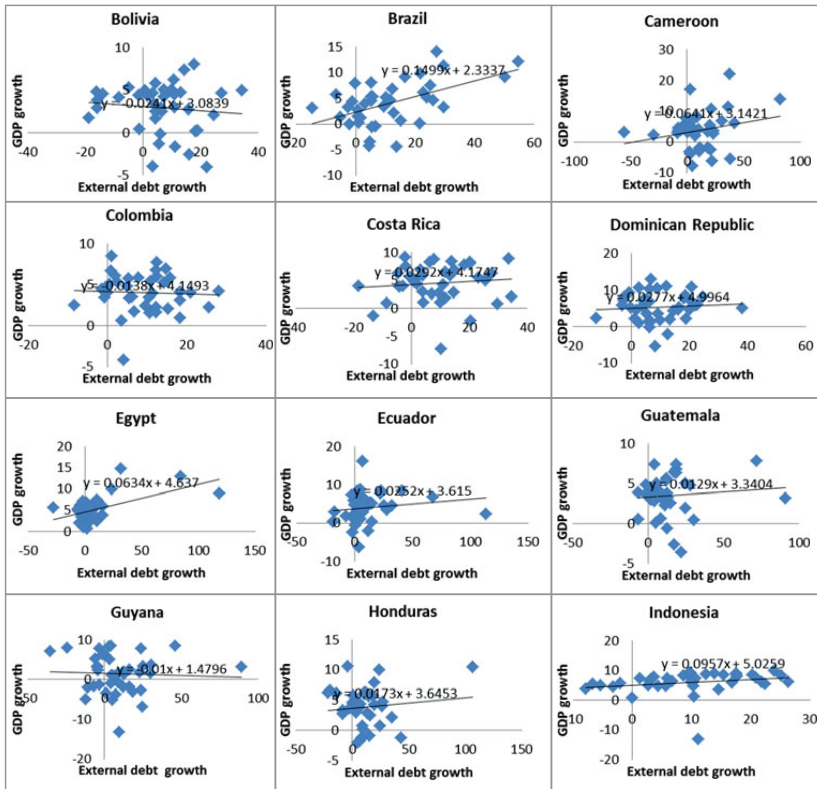 Bolivia
GDP growth
10
5
0
-5
y = -0.0241x + 3.0839
-40 -20 0 20 40
External debt growth
Brazil
GDP growth
15
10
5
0
-5
-10
y = 0.1499x + 2.3337
-20 0 20 40 60
External debt growth
Cameroon
GDP growth
30
20
10
0
-10
y = 0.0641x + 3.1421
-100 -50 0 50 100
External debt growth
Colombia
GDP growth
10
5
0
-5
y = -0.0138x + 4.1493
-20 0 20 40
External debt growth
Costa Rica
GDP growth
10
5
0
-5
-10
y = 0.0292x + 4.1747
-20 0 20 40
External debt growth
Dominican Republic
GDP growth
20
10
0
-10
y = 0.0277x + 4.9964
-20 0 20 40 60
External debt growth
Egypt
GDP growth
20
15
10
5
0
y = 0.0634x + 4.637
-50 0 50 100 150
External debt growth
Ecuador
GDP growth
20
10
0
-10
y = 0.0252x + 3.615
-50 0 50 100 150
External debt growth
Guatemala
GDP growth
10
5
0
-5
y = 0.0129x + 3.3404
-50 0 50 100
External debt growth
Guyana
GDP growth
10
0
-10
-20
y = -0.01x + 1.4796
50 0 50 100
External debt growth
Honduras
GDP growth
15
10
5
0
-5
y = 0.0173x + 3.6453
-50 0 50 100 150
External debt growth
Indonesia
GDP growth
20
10
0
-10
-20
y = 0.0957x + 5.0259
10 0 10 20 30
External debt growth